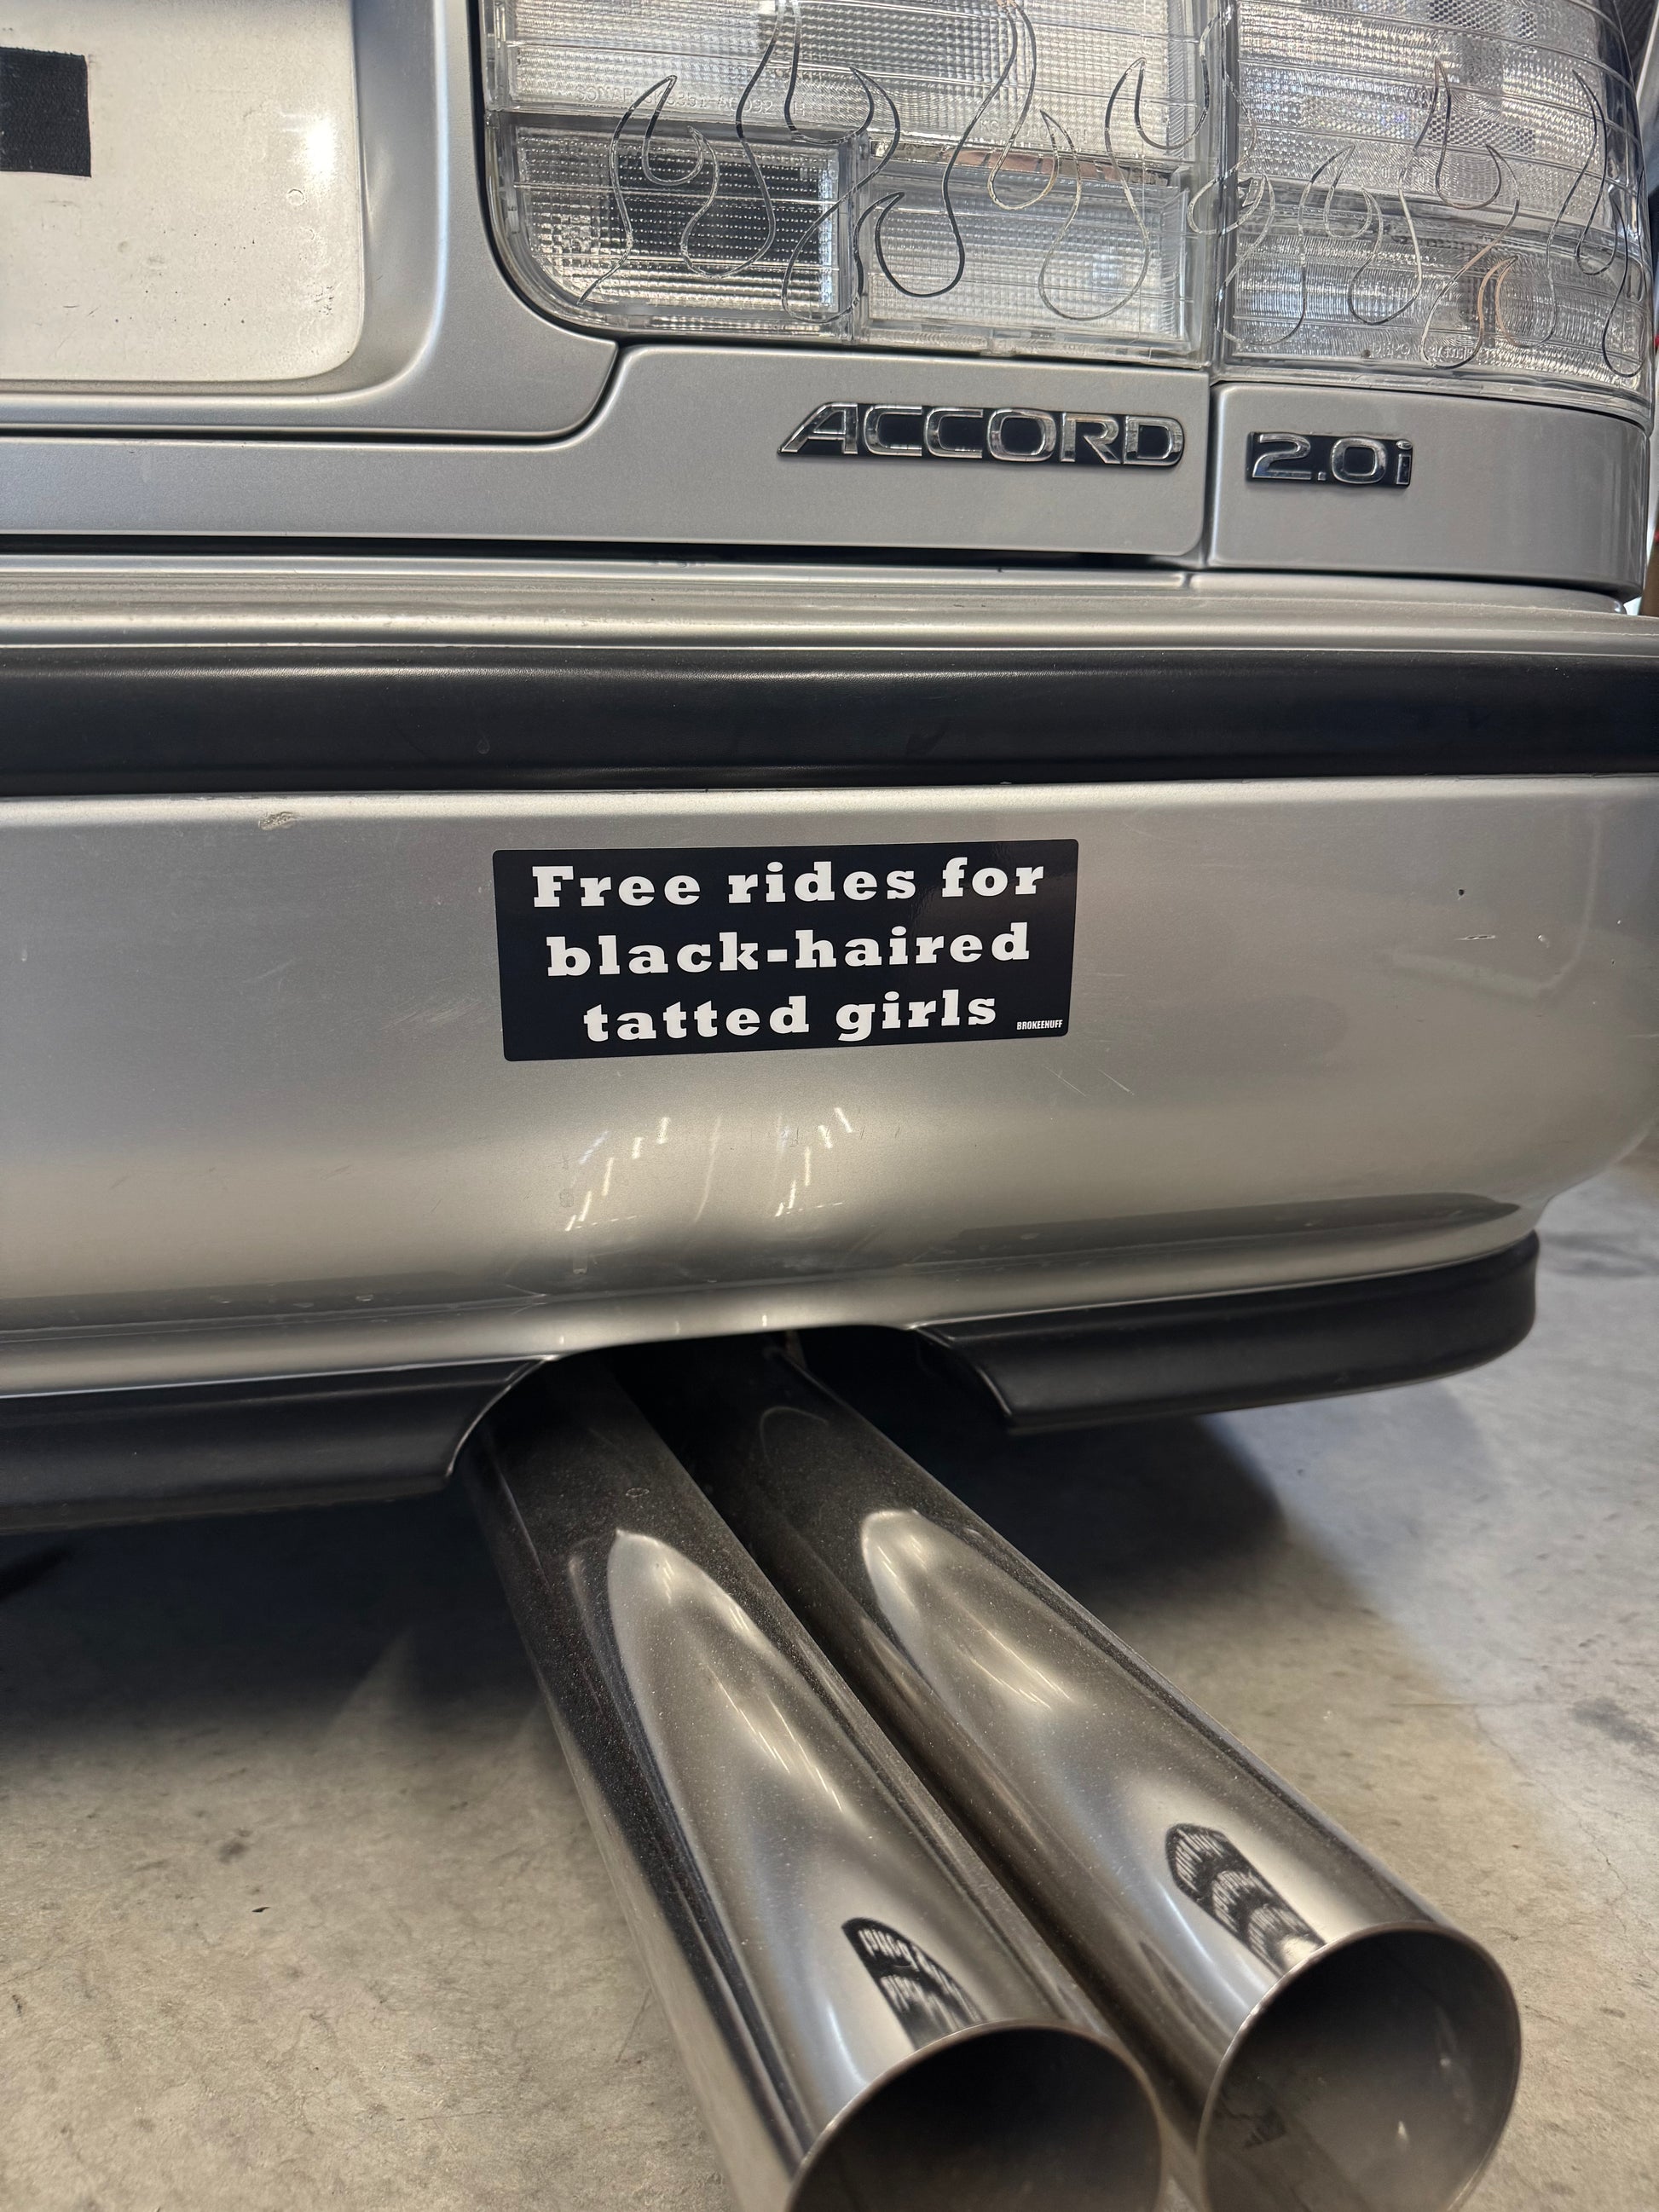 ACCORD 2.0i
Free rides for
black-haired
tatted girls
BROKEENUFF